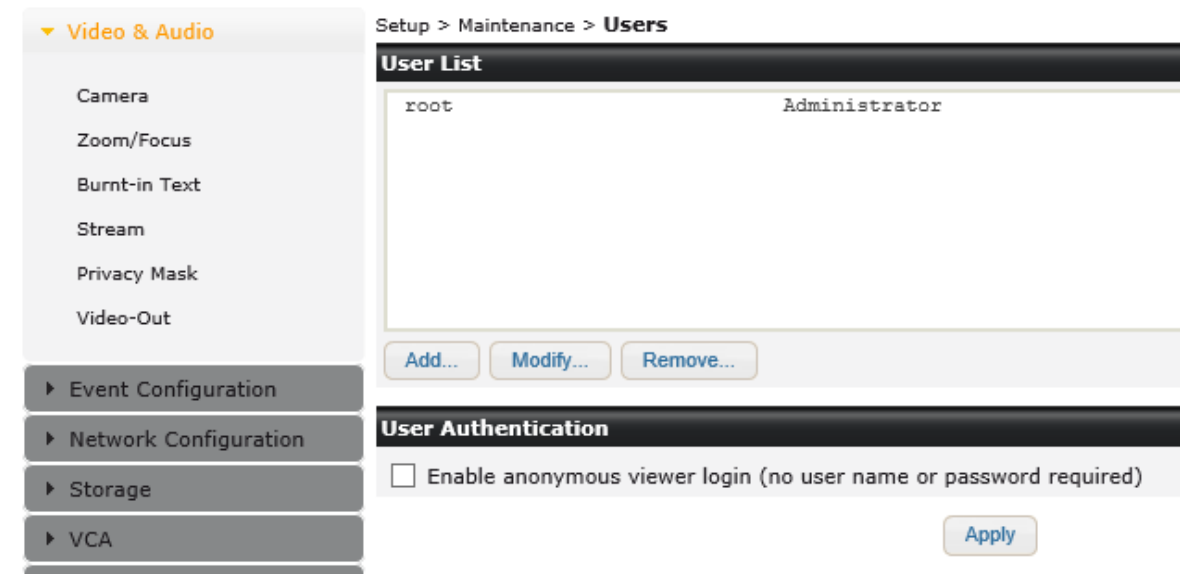 Video & Audio
Camera
Zoom/Focus
Burnt-in Text
Stream
Privacy Mask
Video-Out
Event Configuration
Network Configuration
Storage
VCA
Setup > Maintenance > Users
User List
root Administrator
Add... Modify... Remove...
User Authentication
Enable anonymous viewer login (no user name or password required)
Apply